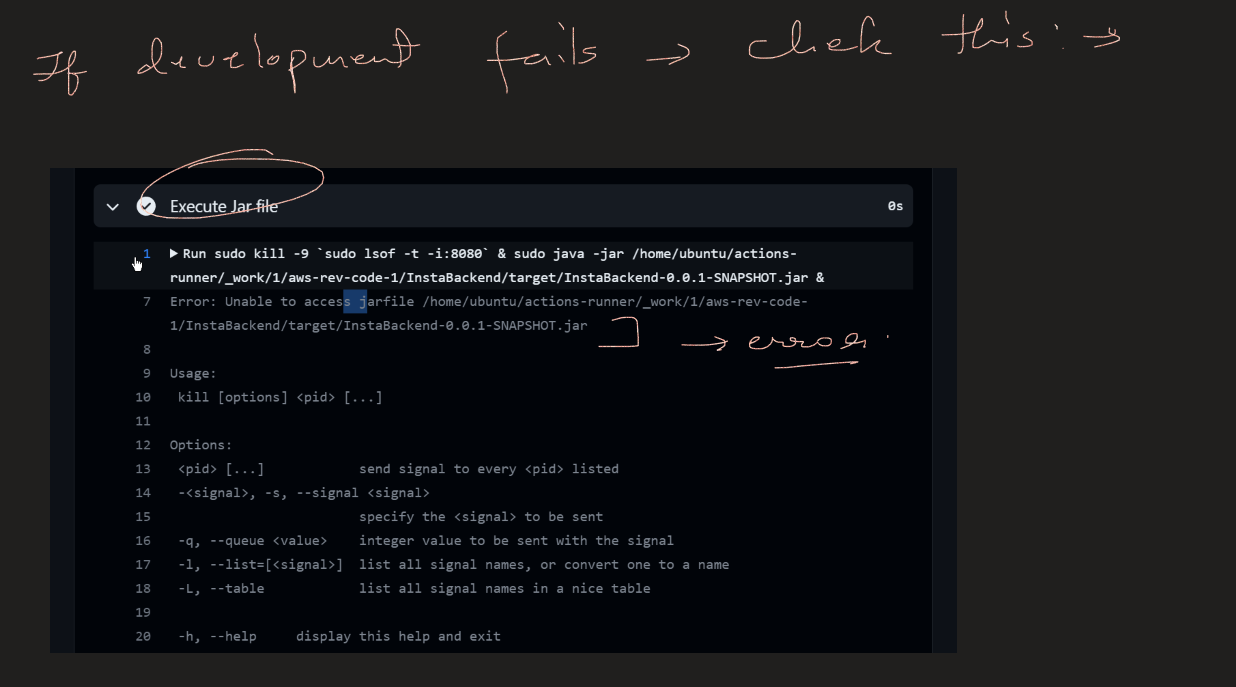 If development fails → check this: →
Execute Jar file 0s
1 ▶ Run sudo kill -9 `sudo lsof -t -i:8080` & sudo java -jar /home/ubuntu/actions-
runner/_work/1/aws-rev-code-1/InstaBackend/target/InstaBackend-0.0.1-SNAPSHOT.jar &
7 Error: Unable to access jarfile /home/ubuntu/actions-runner/_work/1/aws-rev-code-
1/InstaBackend/target/InstaBackend-0.0.1-SNAPSHOT.jar
→ error
8
9 Usage:
10 kill [options] <pid> [...]
11
12 Options:
13 <pid> [...] send signal to every <pid> listed
14 -<signal>, -s, --signal <signal>
15 specify the <signal> to be sent
16 -q, --queue <value> integer value to be sent with the signal
17 -l, --list=[<signal>] list all signal names, or convert one to a name
18 -L, --table list all signal names in a nice table
19
20 -h, --help display this help and exit